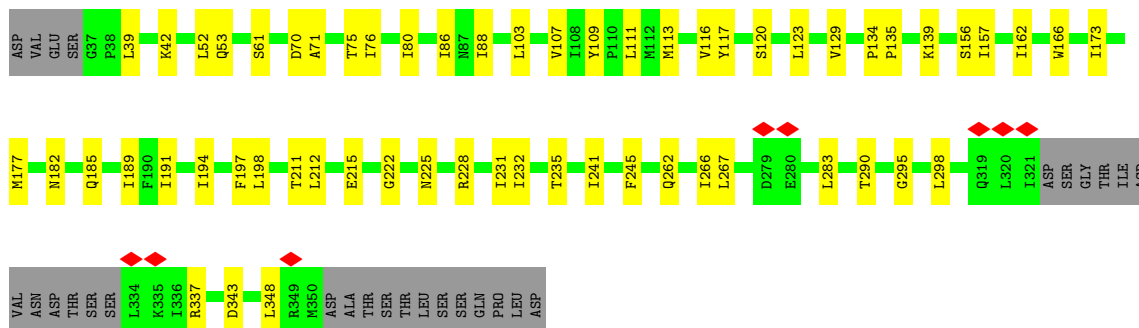 ASP VAL GLU SER G37 P38 L39 K42 L52 Q53 S61 D70 A71 T75 I76 I80 I86 N87 I88 L103 V107 I108 Y109 P110 L111 M112 M113 V116 Y117 S120 L123 V129 P134 P135 K139 S156 I157 I162 W166 I173
M177 N182 Q185 I189 F190 I191 I194 F197 L198 T211 L212 E215 G222 N225 R228 I231 I232 T235 I241 F245 Q262 I266 L267 D279 E280 L283 T290 G295 L298 Q319 L320 I321 ASP SER GLY THR ILE
VAL ASN ASP THR SER SER L334 K335 I336 R337 D343 L348 R349 M350 ASP ALA THR SER THR LEU SER SER GLN PRO LEU ASP